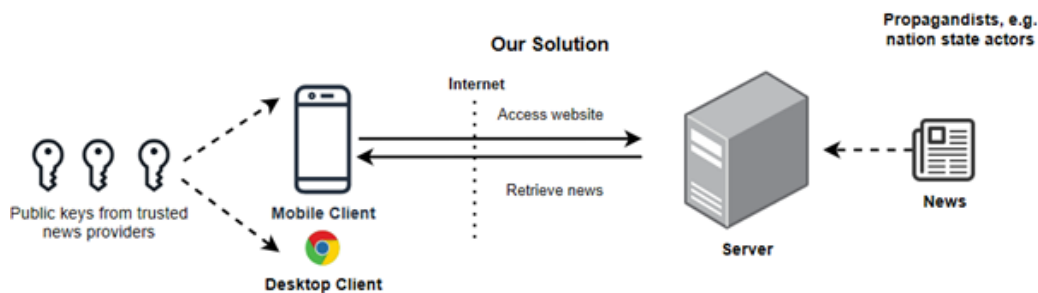 Propagandists, e.g.
nation state actors
Our Solution
Internet
Access website
Retrieve news
Public keys from trusted
news providers
Mobile Client
Desktop Client
Server
News